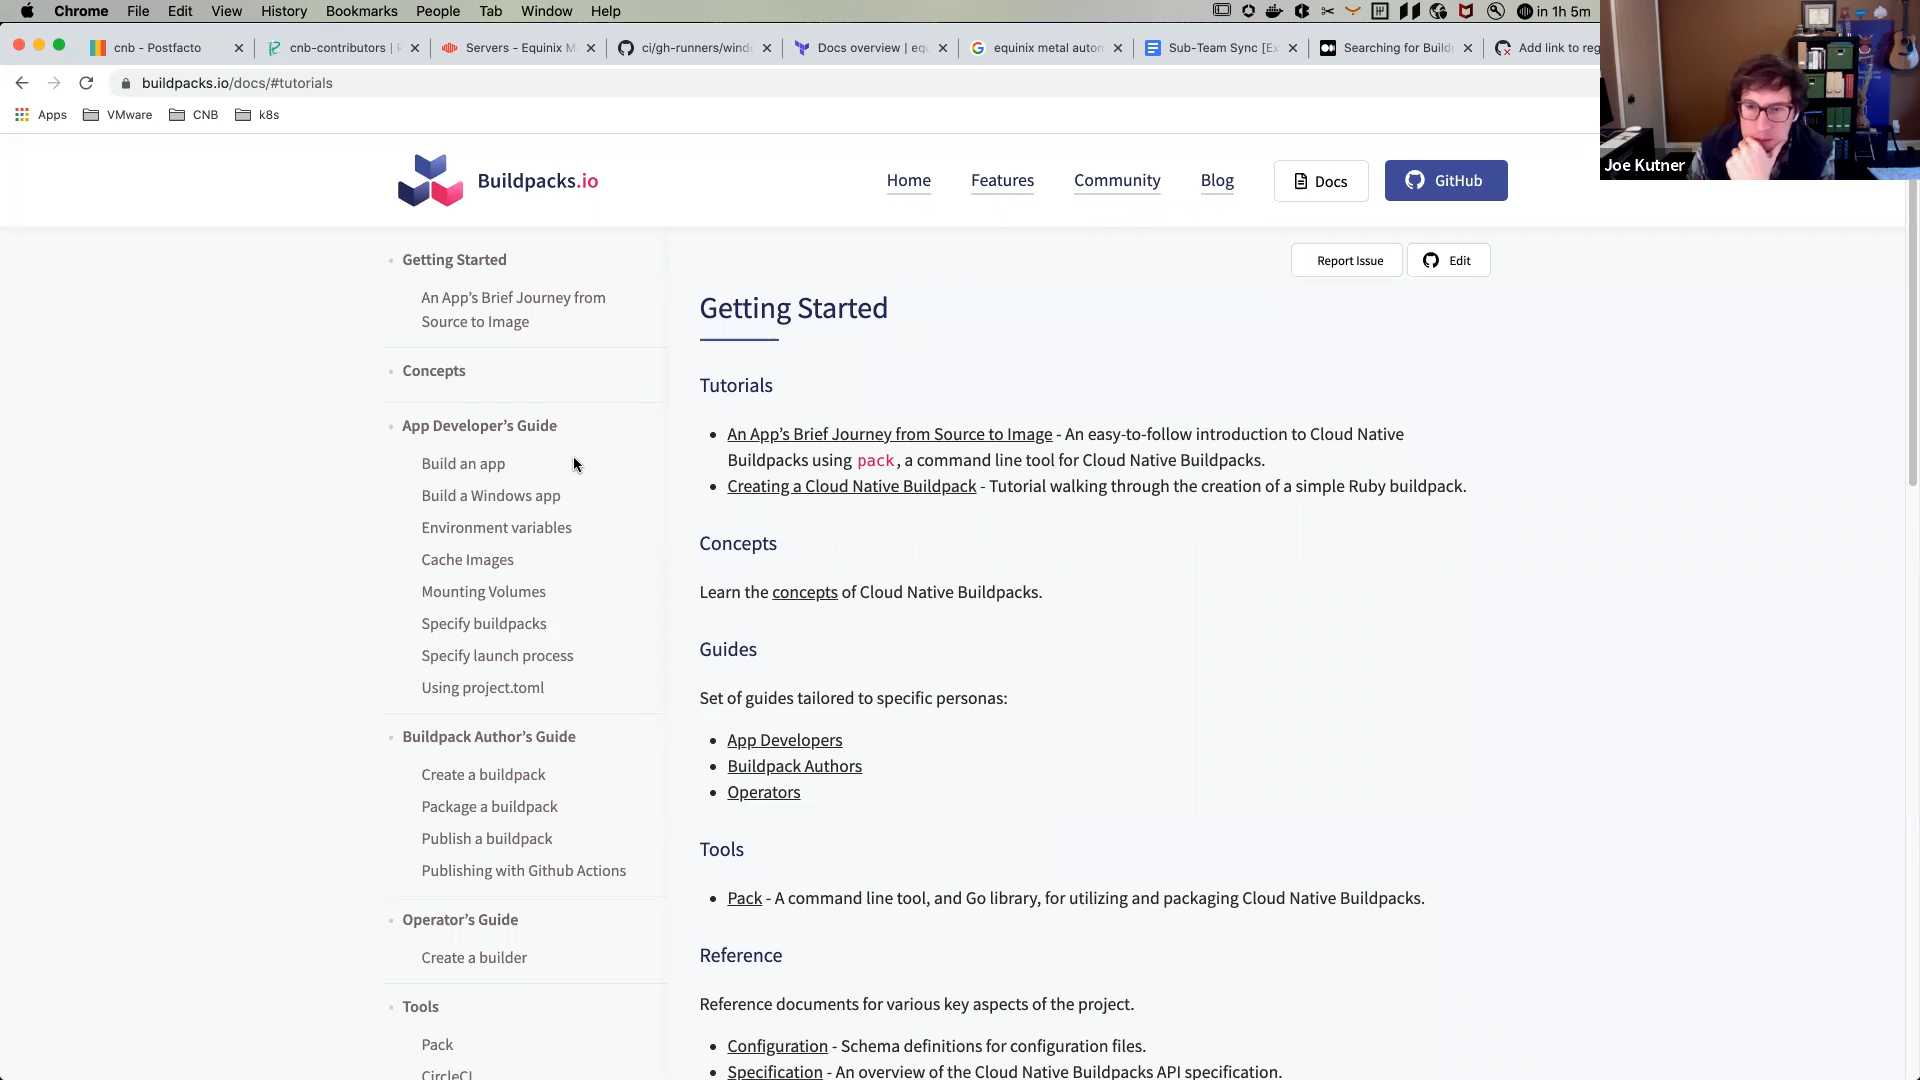 Chrome File Edit View History Bookmarks People Tab Window Help
in 1h 5m
cnb - Postfacto
cnb-contributors |
Servers - Equinix M
ci/gh-runners/windo
Docs overview | equ
equinix metal autom
Sub-Team Sync [Ex
Searching for Build
Add link to reg
buildpacks.io/docs/#tutorials
Apps VMware CNB k8s
Joe Kutner
Buildpacks.io
Home Features Community Blog Docs GitHub
Getting Started
An App’s Brief Journey from
Source to Image
Concepts
App Developer’s Guide
Build an app
Build a Windows app
Environment variables
Cache Images
Mounting Volumes
Specify buildpacks
Specify launch process
Using project.toml
Buildpack Author’s Guide
Create a buildpack
Package a buildpack
Publish a buildpack
Publishing with Github Actions
Operator’s Guide
Create a builder
Tools
Pack
CircleCI
Report Issue Edit
Getting Started
Tutorials
An App’s Brief Journey from Source to Image - An easy-to-follow introduction to Cloud Native
Buildpacks using pack, a command line tool for Cloud Native Buildpacks.
Creating a Cloud Native Buildpack - Tutorial walking through the creation of a simple Ruby buildpack.
Concepts
Learn the concepts of Cloud Native Buildpacks.
Guides
Set of guides tailored to specific personas:
App Developers
Buildpack Authors
Operators
Tools
Pack - A command line tool, and Go library, for utilizing and packaging Cloud Native Buildpacks.
Reference
Reference documents for various key aspects of the project.
Configuration - Schema definitions for configuration files.
Specification - An overview of the Cloud Native Buildpacks API specification.